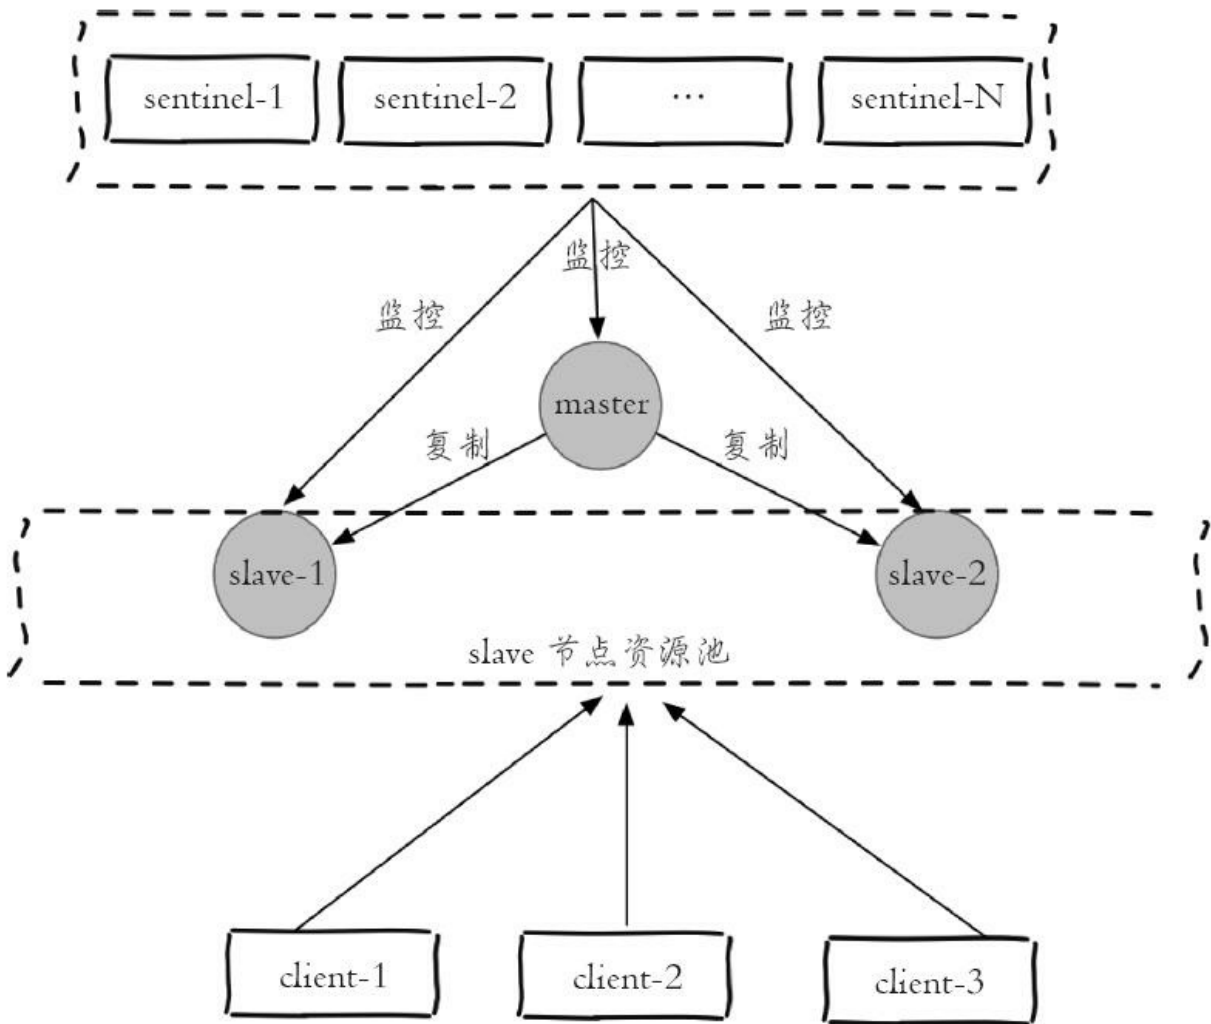 sentinel-1
sentinel-2
...
sentinel-N
监控
监控
监控
master
复制
复制
slave-1
slave-2
slave 节点资源池
client-1
client-2
client-3